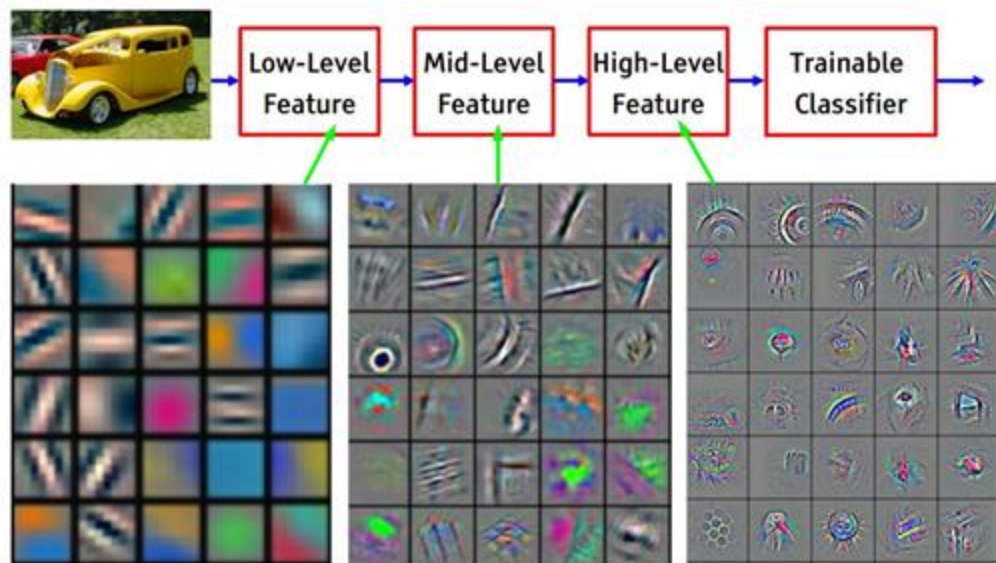 Low-Level
Feature
Mid-Level
Feature
High-Level
Feature
Trainable
Classifier